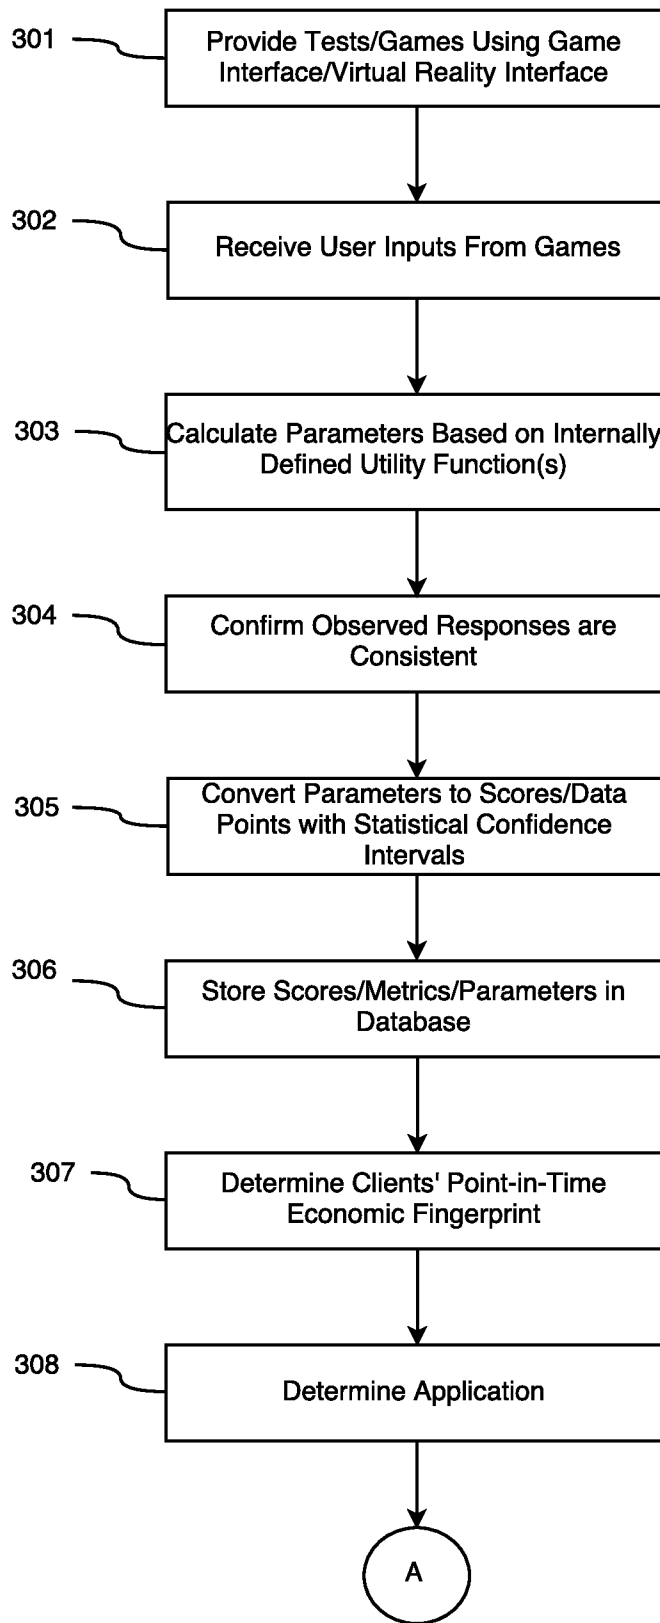 301
Provide Tests/Games Using Game
Interface/Virtual Reality Interface
302
Receive User Inputs From Games
303
Calculate Parameters Based on Internally
Defined Utility Function(s)
304
Confirm Observed Responses are
Consistent
305
Convert Parameters to Scores/Data
Points with Statistical Confidence
Intervals
306
Store Scores/Metrics/Parameters in
Database
307
Determine Clients' Point-in-Time
Economic Fingerprint
308
Determine Application
A